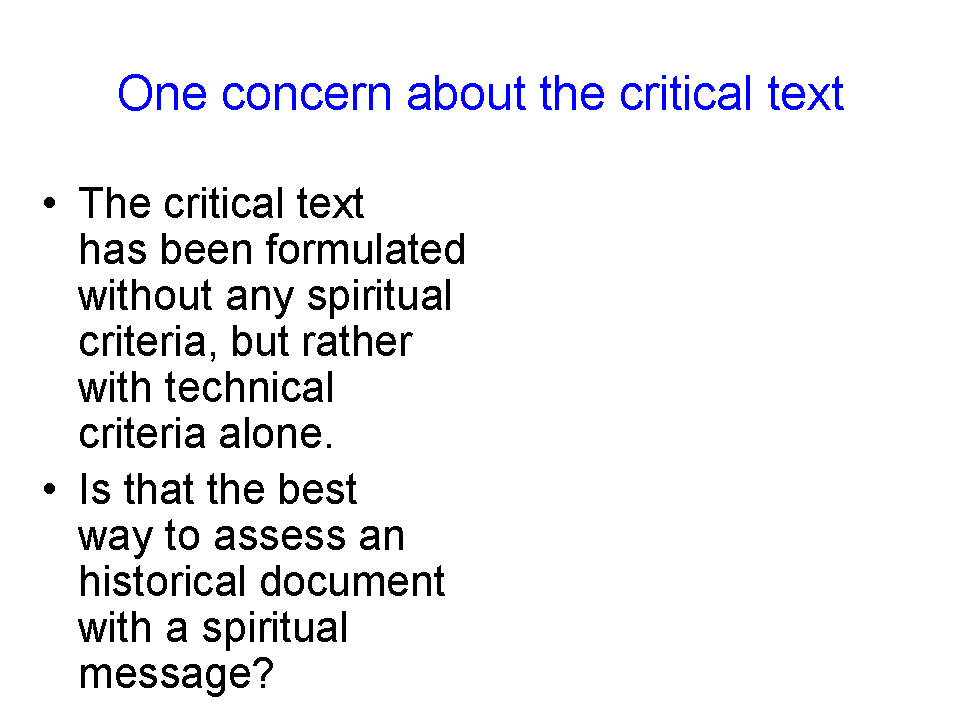 One concern about the critical text
• The critical text
has been formulated
without any spiritual
criteria, but rather
with technical
criteria alone.
• Is that the best
way to assess an
historical document
with a spiritual
message?